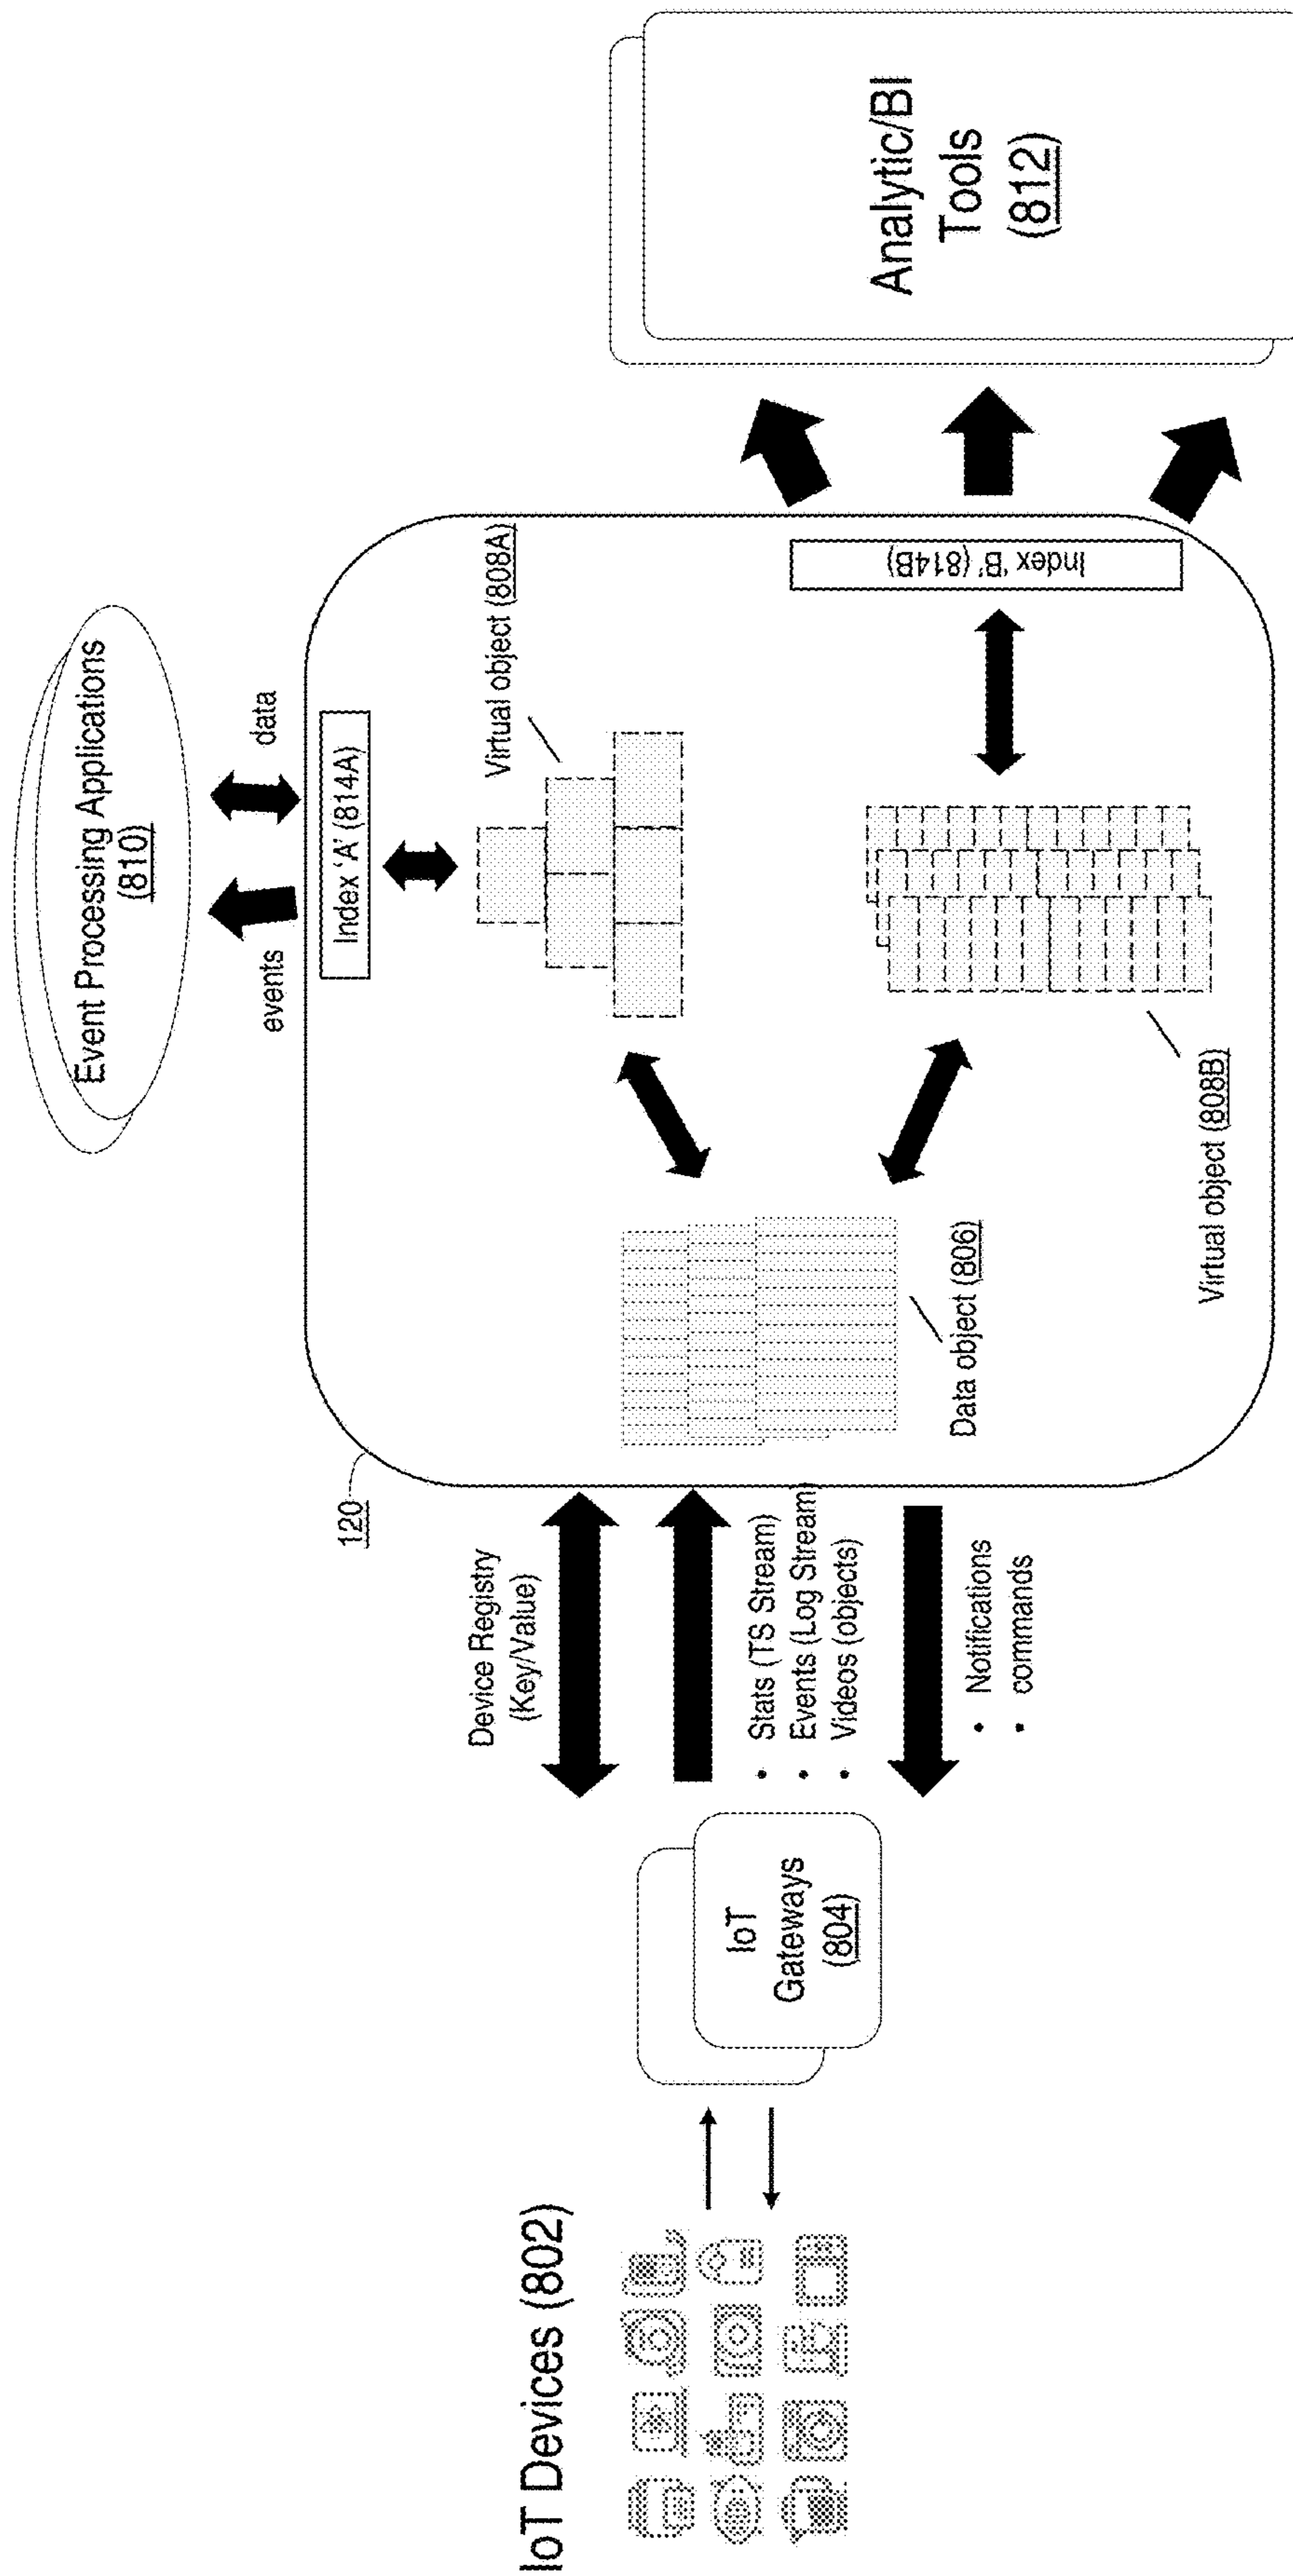 Event Processing Applications
(810)
events
data
120
Index 'A' (814A)
Virtual object (808A)
Device Registry
(Key/Value)
IoT Devices (802)
IoT
Gateways
(804)
• Stats (TS Stream)
• Events (Log Stream)
• Videos (objects)
• Notifications
• commands
Data object (806)
Virtual object (808B)
Index 'B' (814B)
Analytic/BI
Tools
(812)